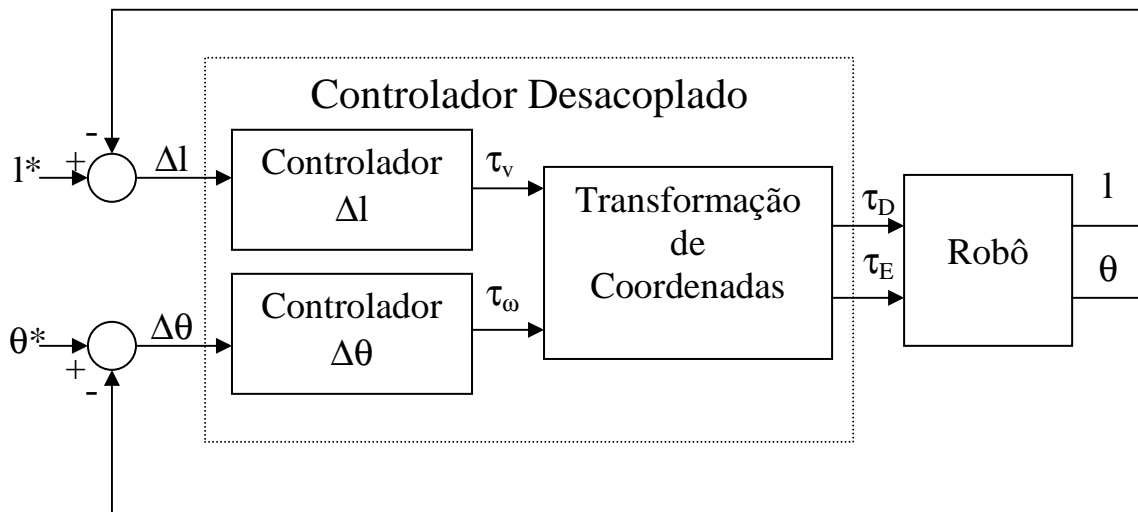 Controlador Desacoplado
-
+
l*
Δl
Controlador
Δl
τv
Transformação
de
Coordenadas
τD
τE
Robô
l
θ
θ*
+
-
Δθ
Controlador
Δθ
τω